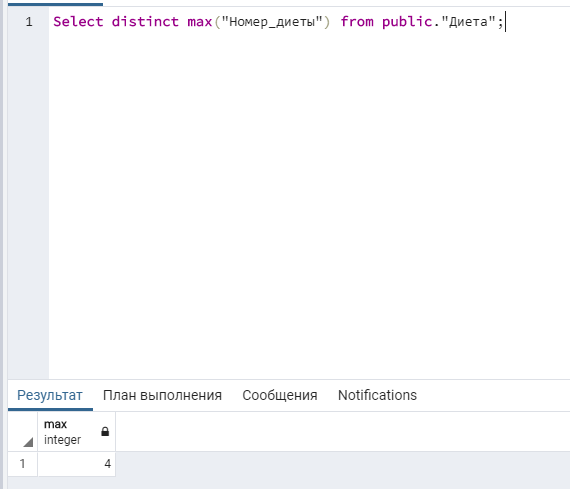 1 Select distinct max("Номер_диеты") from public."Диета";
Результат План выполнения Сообщения Notifications
max
integer
1 4